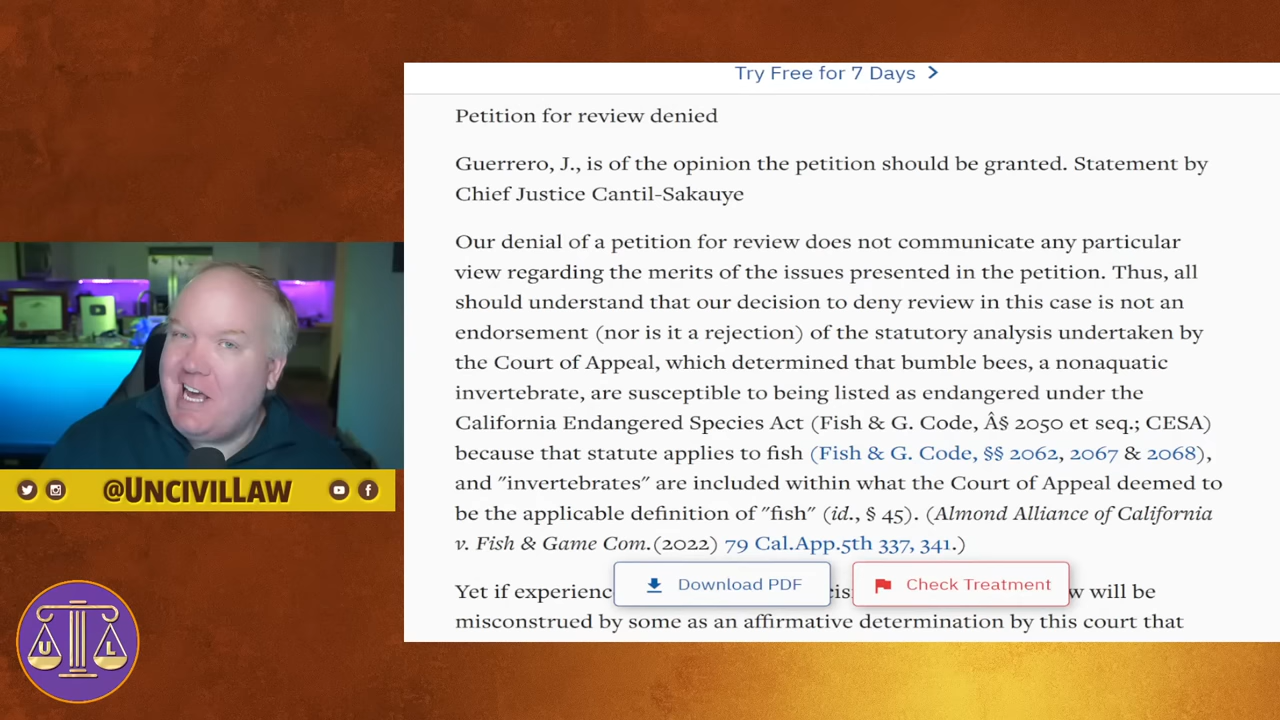 Try Free for 7 Days
Petition for review denied
Guerrero, J., is of the opinion the petition should be granted. Statement by
Chief Justice Cantil-Sakauye
Our denial of a petition for review does not communicate any particular
view regarding the merits of the issues presented in the petition. Thus, all
should understand that our decision to deny review in this case is not an
endorsement (nor is it a rejection) of the statutory analysis undertaken by
the Court of Appeal, which determined that bumble bees, a nonaquatic
invertebrate, are susceptible to being listed as endangered under the
California Endangered Species Act (Fish & G. Code, Â§ 2050 et seq.; CESA)
because that statute applies to fish (Fish & G. Code, §§ 2062, 2067 & 2068),
and "invertebrates" are included within what the Court of Appeal deemed to
be the applicable definition of "fish" (id., § 45). (Almond Alliance of California
v. Fish & Game Com.(2022) 79 Cal.App.5th 337, 341.)
Yet if
Download PDF
Check Treatment
will be
misconstrued by some as an affirmative determination by this court that
@UNCIVILLAW
U L